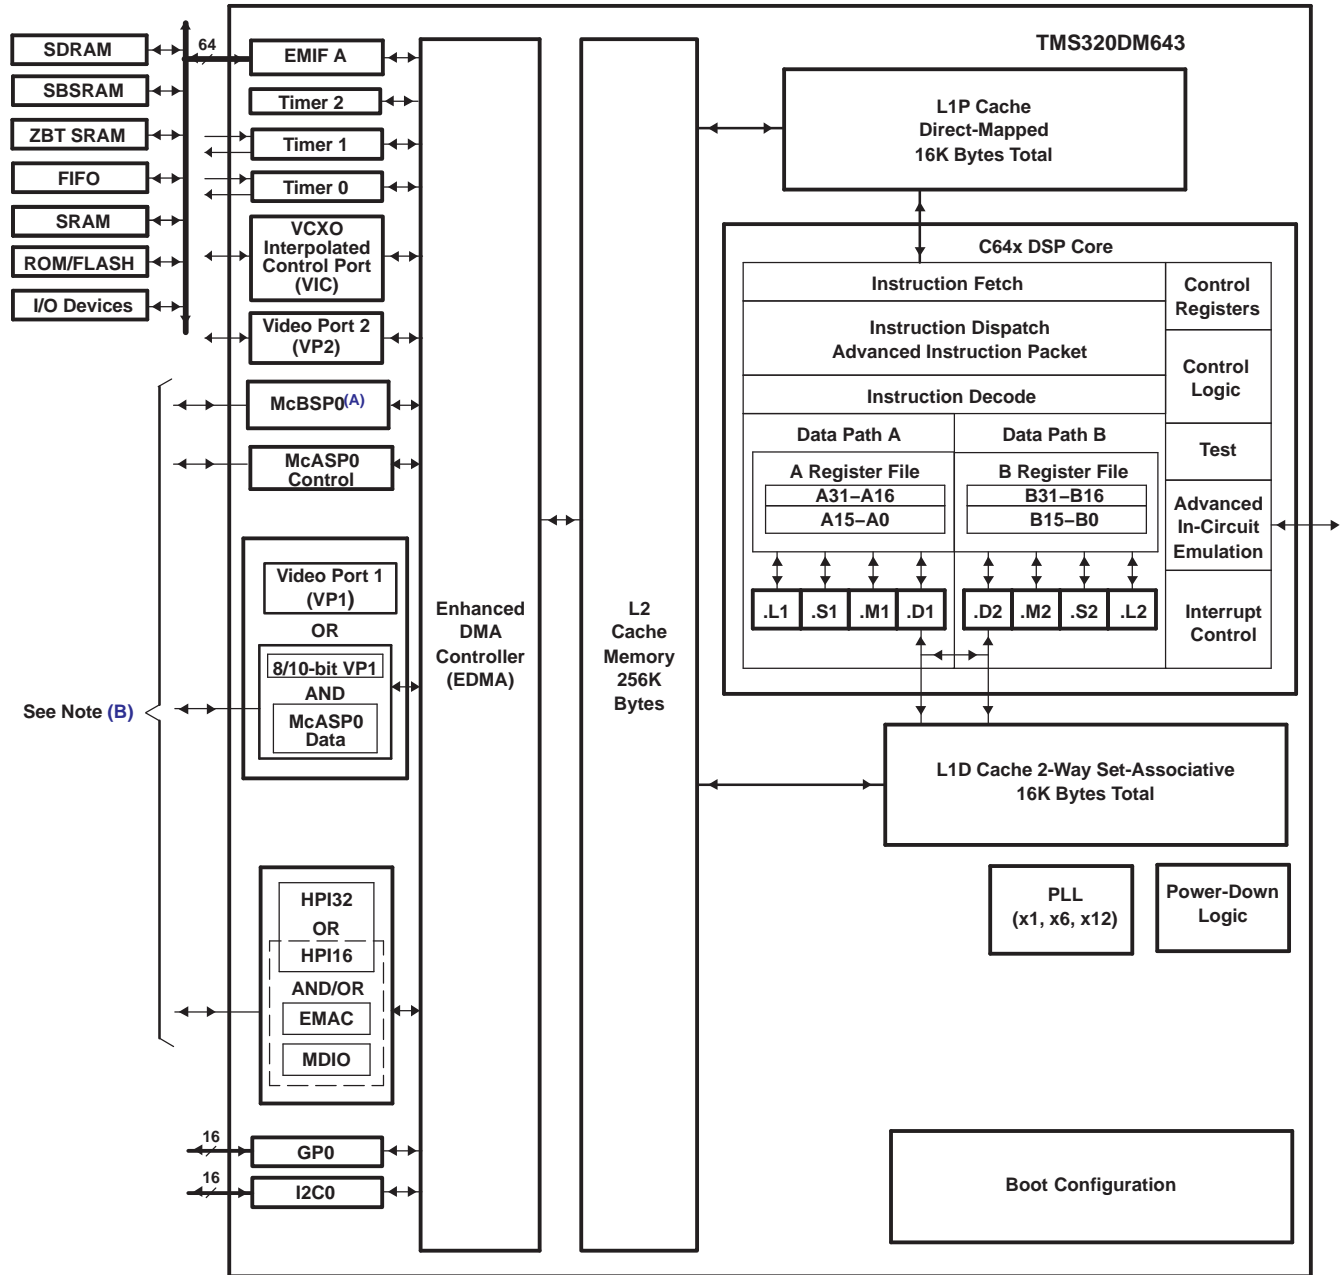 TMS320DM643
SDRAM
SBSRAM
ZBT SRAM
FIFO
SRAM
ROM/FLASH
I/O Devices
64
EMIF A
Timer 2
Timer 1
Timer 0
VCXO
Interpolated
Control Port
(VIC)
Video Port 2
(VP2)
McBSP0(A)
McASP0
Control
Video Port 1
(VP1)
OR
8/10-bit VP1
AND
McASP0
Data
See Note (B)
HPI32
OR
HPI16
AND/OR
EMAC
MDIO
16
GP0
16
I2C0
Enhanced
DMA
Controller
(EDMA)
L2
Cache
Memory
256K
Bytes
L1P Cache
Direct-Mapped
16K Bytes Total
C64x DSP Core
Instruction Fetch
Instruction Dispatch
Advanced Instruction Packet
Instruction Decode
Data Path A
Data Path B
A Register File
A31–A16
A15–A0
B Register File
B31–B16
B15–B0
.L1 .S1 .M1 .D1
.D2 .M2 .S2 .L2
Control
Registers
Control
Logic
Test
Advanced
In-Circuit
Emulation
Interrupt
Control
L1D Cache 2-Way Set-Associative
16K Bytes Total
PLL
(x1, x6, x12)
Power-Down
Logic
Boot Configuration